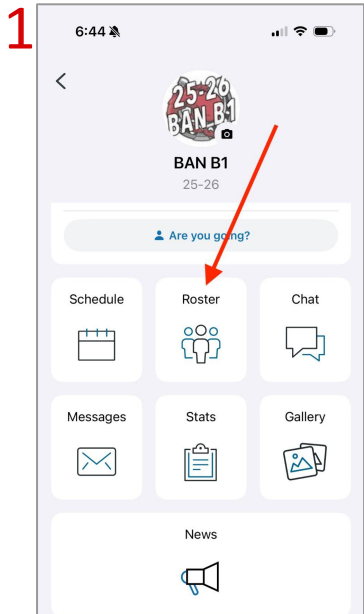 1
6:44
25-26
BAN B1
BAN B1
25-26
Are you going?
Schedule
Roster
Chat
Messages
Stats
Gallery
News